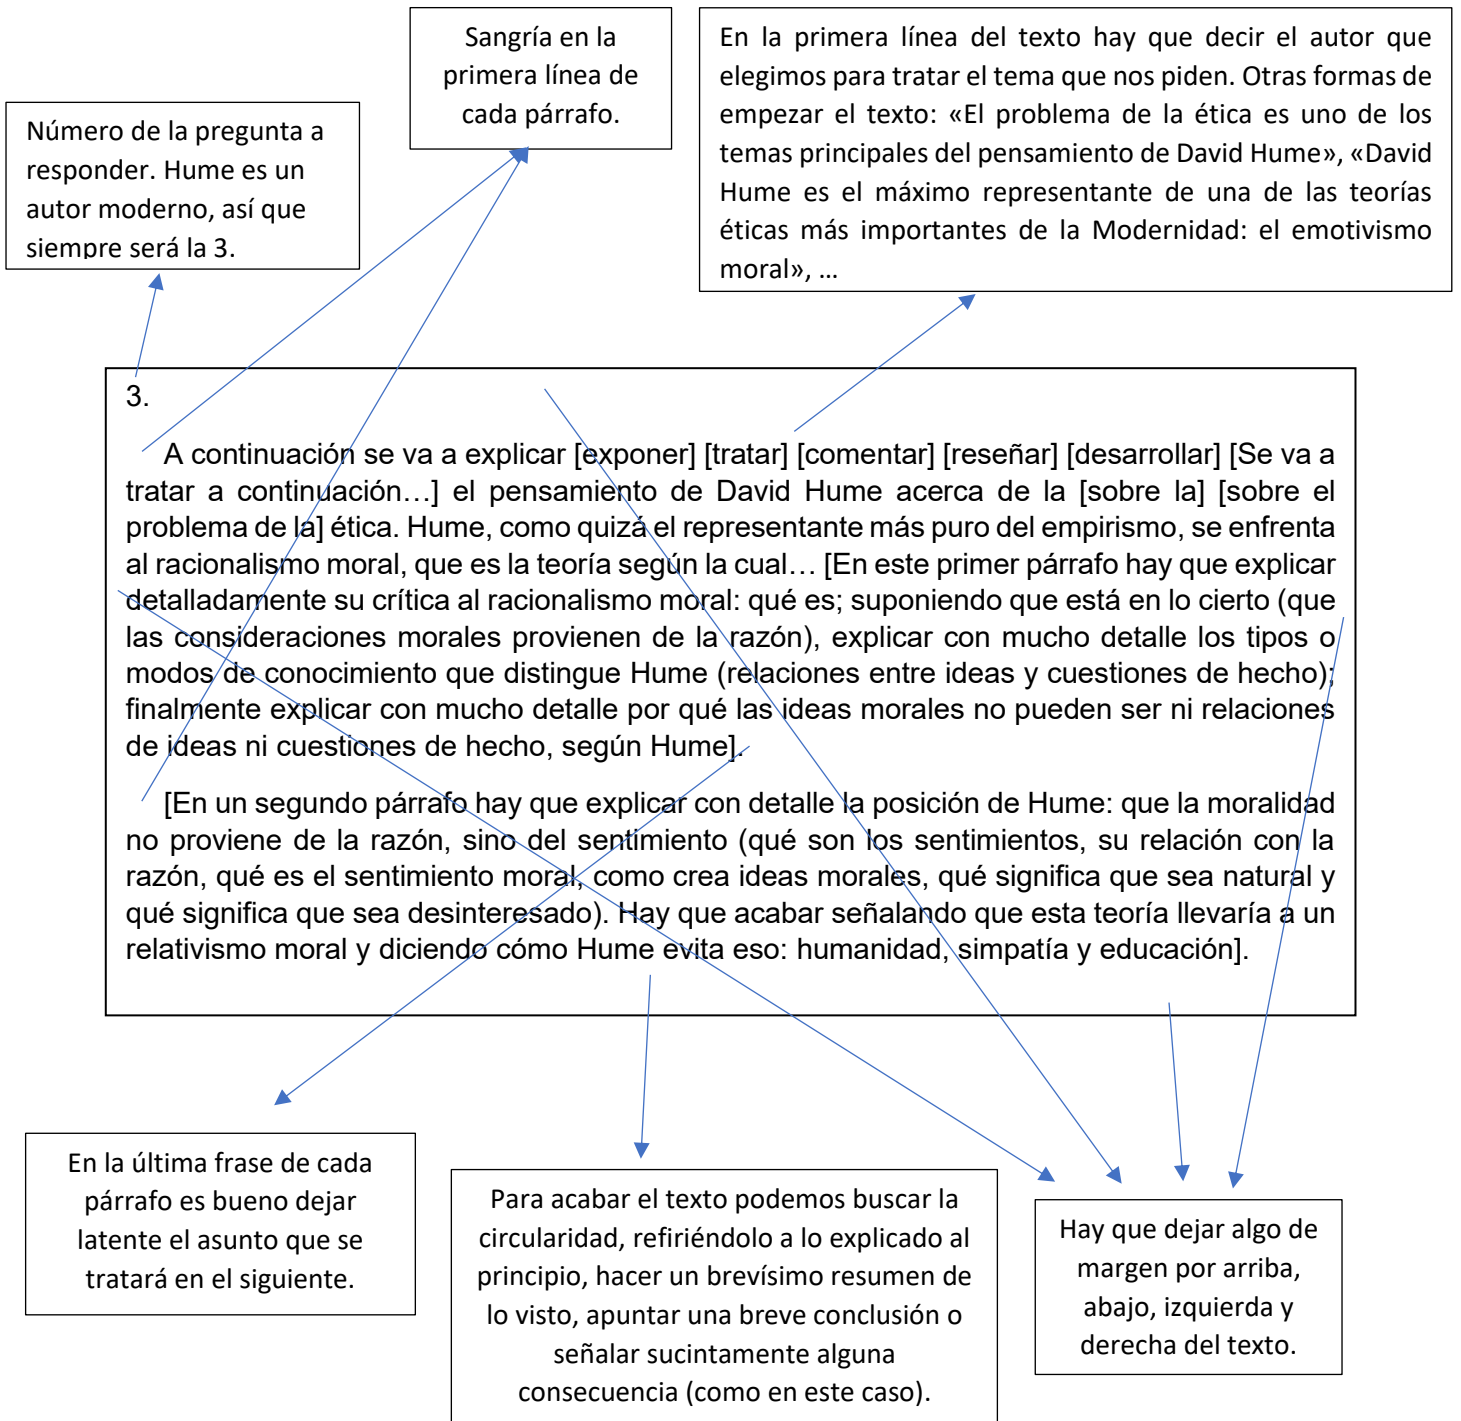 Sangría en la
primera línea de
cada párrafo.
En la primera línea del texto hay que decir el autor que
elegimos para tratar el tema que nos piden. Otras formas de
empezar el texto: «El problema de la ética es uno de los
temas principales del pensamiento de David Hume», «David
Hume es el máximo representante de una de las teorías
éticas más importantes de la Modernidad: el emotivismo
moral», …
Número de la pregunta a
responder. Hume es un
autor moderno, así que
siempre será la 3.
3.
A continuación se va a explicar [exponer] [tratar] [comentar] [reseñar] [desarrollar] [Se va a
tratar a continuación…] el pensamiento de David Hume acerca de la [sobre la] [sobre el
problema de la] ética. Hume, como quizá el representante más puro del empirismo, se enfrenta
al racionalismo moral, que es la teoría según la cual… [En este primer párrafo hay que explicar
detalladamente su crítica al racionalismo moral: qué es; suponiendo que está en lo cierto (que
las consideraciones morales provienen de la razón), explicar con mucho detalle los tipos o
modos de conocimiento que distingue Hume (relaciones entre ideas y cuestiones de hecho);
finalmente explicar con mucho detalle por qué las ideas morales no pueden ser ni relaciones
de ideas ni cuestiones de hecho, según Hume].
[En un segundo párrafo hay que explicar con detalle la posición de Hume: que la moralidad
no proviene de la razón, sino del sentimiento (qué son los sentimientos, su relación con la
razón, qué es el sentimiento moral, como crea ideas morales, qué significa que sea natural y
qué significa que sea desinteresado). Hay que acabar señalando que esta teoría llevaría a un
relativismo moral y diciendo cómo Hume evita eso: humanidad, simpatía y educación].
En la última frase de cada
párrafo es bueno dejar
latente el asunto que se
tratará en el siguiente.
Para acabar el texto podemos buscar la
circularidad, refiriéndolo a lo explicado al
principio, hacer un brevísimo resumen de
lo visto, apuntar una breve conclusión o
señalar sucintamente alguna
consecuencia (como en este caso).
Hay que dejar algo de
margen por arriba,
abajo, izquierda y
derecha del texto.